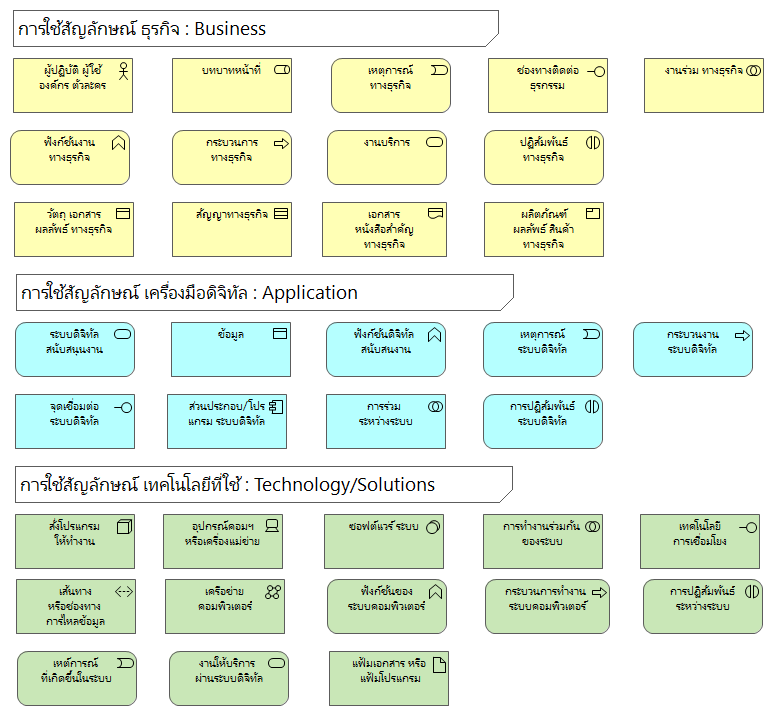 การใช้สัญลักษณ์ ธุรกิจ : Business
ผู้ปฏิบัติ ผู้ใช้
องค์กร ตัวละคร
บทบาทหน้าที่
เหตุการณ์
ทางธุรกิจ
ช่องทางติดต่อ
ธุรกรรม
งานร่วม ทางธุรกิจ
ฟังก์ชันงาน
ทางธุรกิจ
กระบวนการ
ทางธุรกิจ
งานบริการ
ปฏิสัมพันธ์
ทางธุรกิจ
วัตถุ เอกสาร
ผลลัพธ์ ทางธุรกิจ
สัญญาทางธุรกิจ
เอกสาร
หนังสือสำคัญ
ทางธุรกิจ
ผลิตภัณฑ์
ผลลัพธ์ สินค้า
ทางธุรกิจ
การใช้สัญลักษณ์ เครื่องมือดิจิทัล : Application
ระบบดิจิทัล
สนับสนุนงาน
ข้อมูล
ฟังก์ชันดิจิทัล
สนับสนงาน
เหตุการณ์
ระบบดิจิทัล
กระบวนงาน
ระบบดิจิทัล
จุดเชื่อมต่อ
ระบบดิจิทัล
ส่วนประกอบ/โปร
แกรม ระบบดิจิทัล
การร่วม
ระหว่างระบบ
การปฏิสัมพันธ์
ระบบดิจิทัล
การใช้สัญลักษณ์ เทคโนโลยีที่ใช้ : Technology/Solutions
สั่งโปรแกรม
ให้ทำงาน
อุปกรณ์คอมฯ
หรือเครื่องแม่ข่าย
ซอฟต์แวร์ ระบบ
การทำงานร่วมกัน
ของระบบ
เทคโนโลยี
การเชื่อมโยง
เส้นทาง
หรือช่องทาง
การไหลข้อมูล
เครือข่าย
คอมพิวเตอร์
ฟังก์ชันของ
ระบบคอมพิวเตอร์
กระบวนการทำงาน
ระบบคอมพิวเตอร์
การปฏิสัมพันธ์
ระหว่างระบบ
เหต์การณ์
ที่เกิดขึ้นในระบบ
งานให้บริการ
ผ่านระบบดิจิทัล
แฟ้มเอกสาร หรือ
แฟ้มโปรแกรม